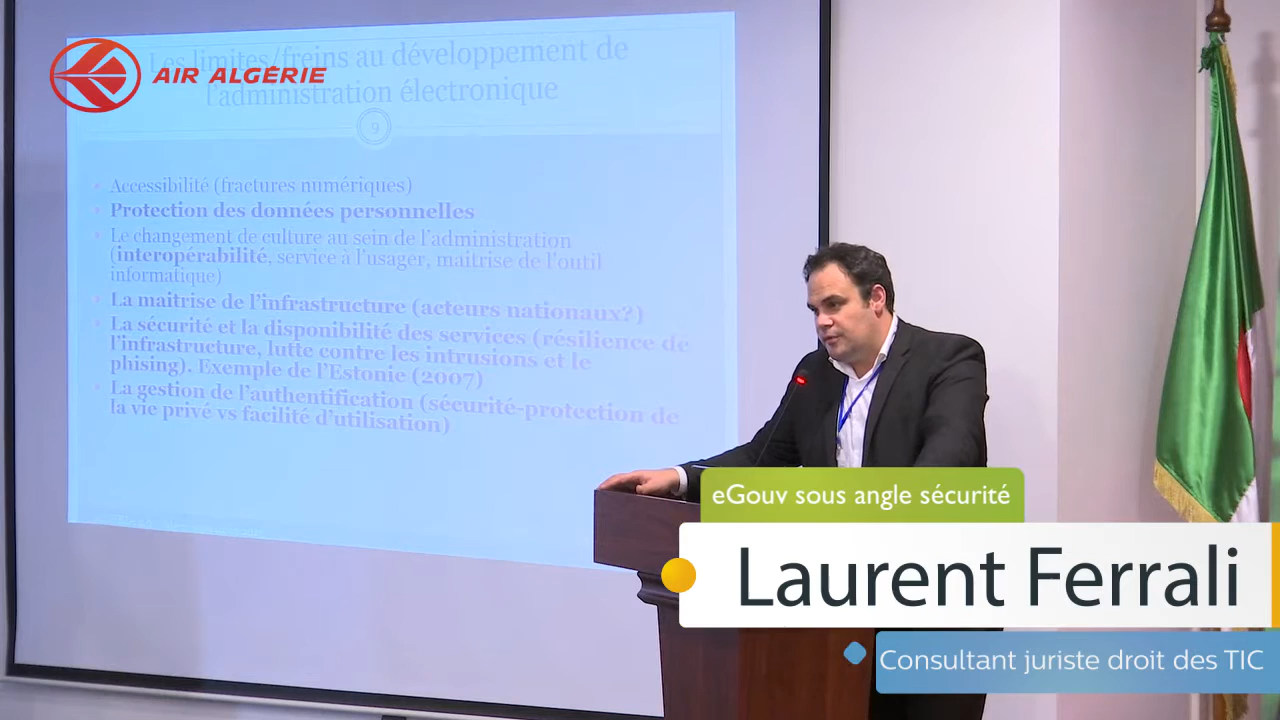 AIR ALGÉRIE
Les limites/freins au développement de
l'administration électronique
9
Accessibilité (fractures numériques)
Protection des données personnelles
Le changement de culture au sein de l'administration
(interopérabilité, service à l'usager, maitrise de l'outil
informatique)
La maitrise de l'infrastructure (acteurs nationaux?)
La sécurité et la disponibilité des services (résilience de
l'infrastructure, lutte contre les intrusions et le
phising). Exemple de l'Estonie (2007)
La gestion de l'authentification (sécurité-protection de
la vie privé vs facilité d'utilisation)
eGouv sous angle sécurité
Laurent Ferrali
Consultant juriste droit des TIC